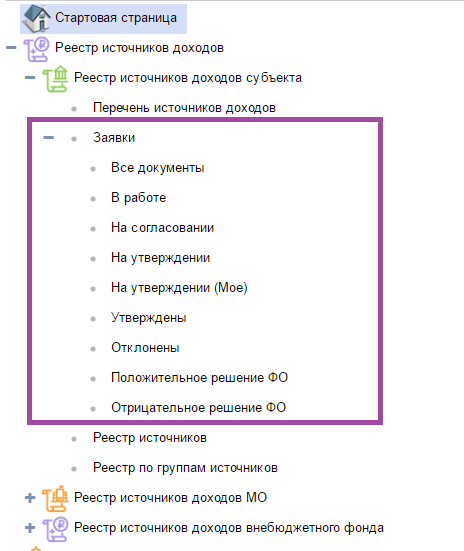 Стартовая страница
Реестр источников доходов
Реестр источников доходов субъекта
Перечень источников доходов
Заявки
Все документы
В работе
На согласовании
На утверждении
На утверждении (Мое)
Утверждены
Отклонены
Положительное решение ФО
Отрицательное решение ФО
Реестр источников
Реестр по группам источников
Реестр источников доходов МО
Реестр источников доходов внебюджетного фонда